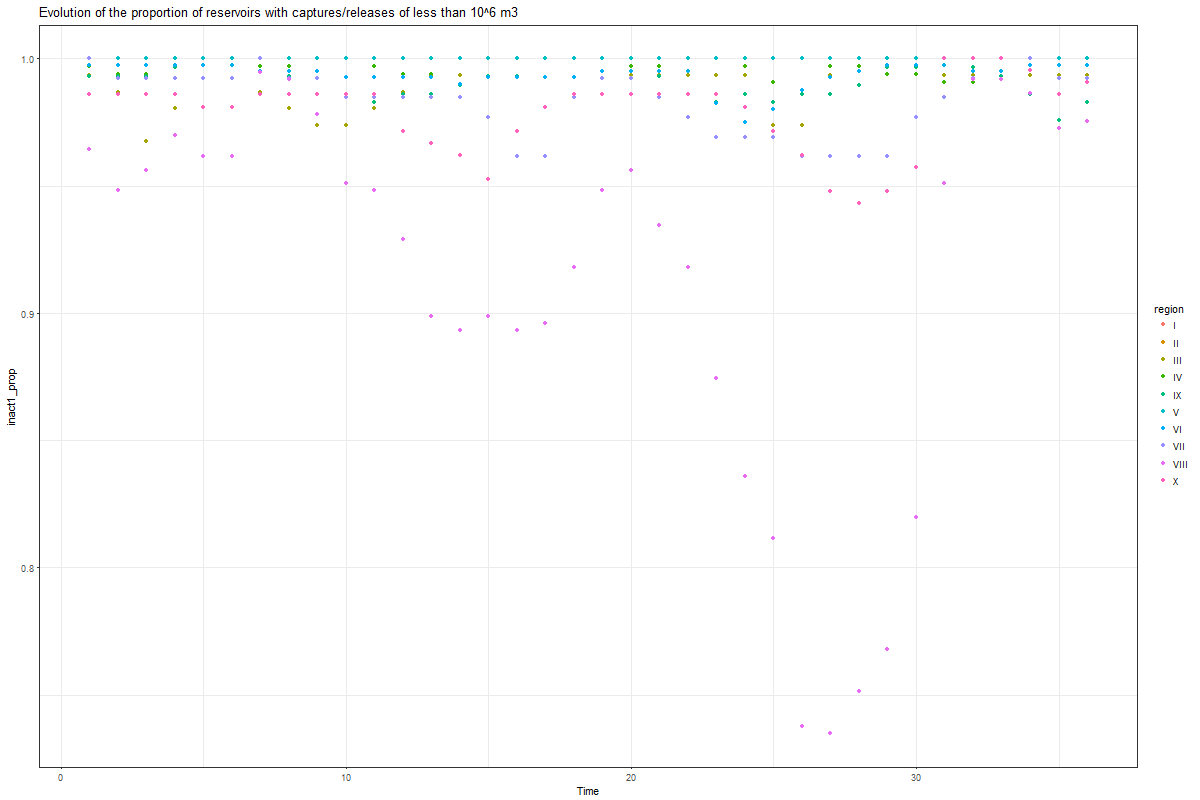 Evolution of the proportion of reservoirs with captures/releases of less than 10^6 m3
1.0
0.9
0.8
inact1_prop
0
10
20
30
Time
region
I
II
III
IV
IX
V
VI
VII
VIII
X